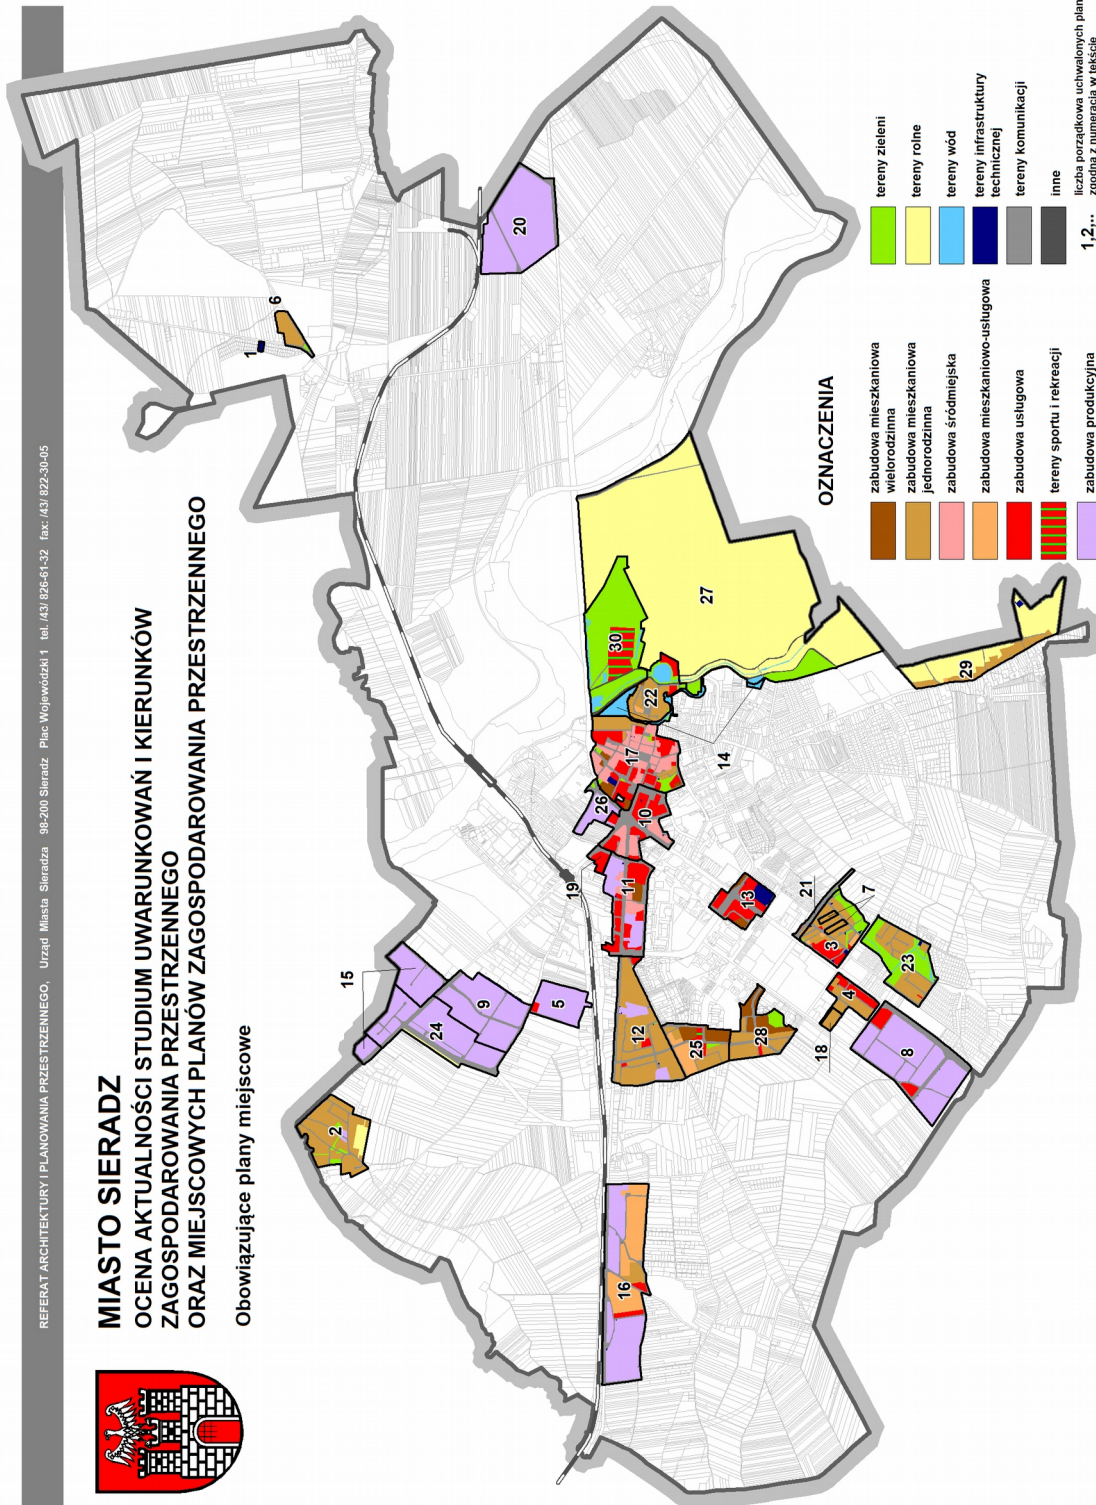 REFERAT ARCHITEKTURY I PLANOWANIA PRZESTRZENNEGO, Urząd Miasta Sieradza 98-200 Sieradz Plac Wojewódzki 1 tel. /43/ 826-61-32 fax: /43/ 822-30-05
MIASTO SIERADZ
OCENA AKTUALNOŚCI STUDIUM UWARUNKOWAŃ I KIERUNKÓW
ZAGOSPODAROWANIA PRZESTRZENNEGO
ORAZ MIEJSCOWYCH PLANÓW ZAGOSPODAROWANIA PRZESTRZENNEGO
Obowiązujące plany miejscowe
1
6
20
15
24
9
5
2
19
26
17
22
30
27
10
11
14
29
13
21
7
3
23
4
18
8
12
25
28
16
OZNACZENIA
zabudowa mieszkaniowa
wielorodzinna
zabudowa mieszkaniowa
jednorodzinna
zabudowa śródmiejska
zabudowa mieszkaniowo-usługowa
zabudowa usługowa
tereny sportu i rekreacji
zabudowa produkcyjna
tereny zieleni
tereny rolne
tereny wód
tereny infrastruktury
technicznej
tereny komunikacji
inne
1,2,..
liczba porządkowa uchwalonych plan
zgodna z numeracją w tekście